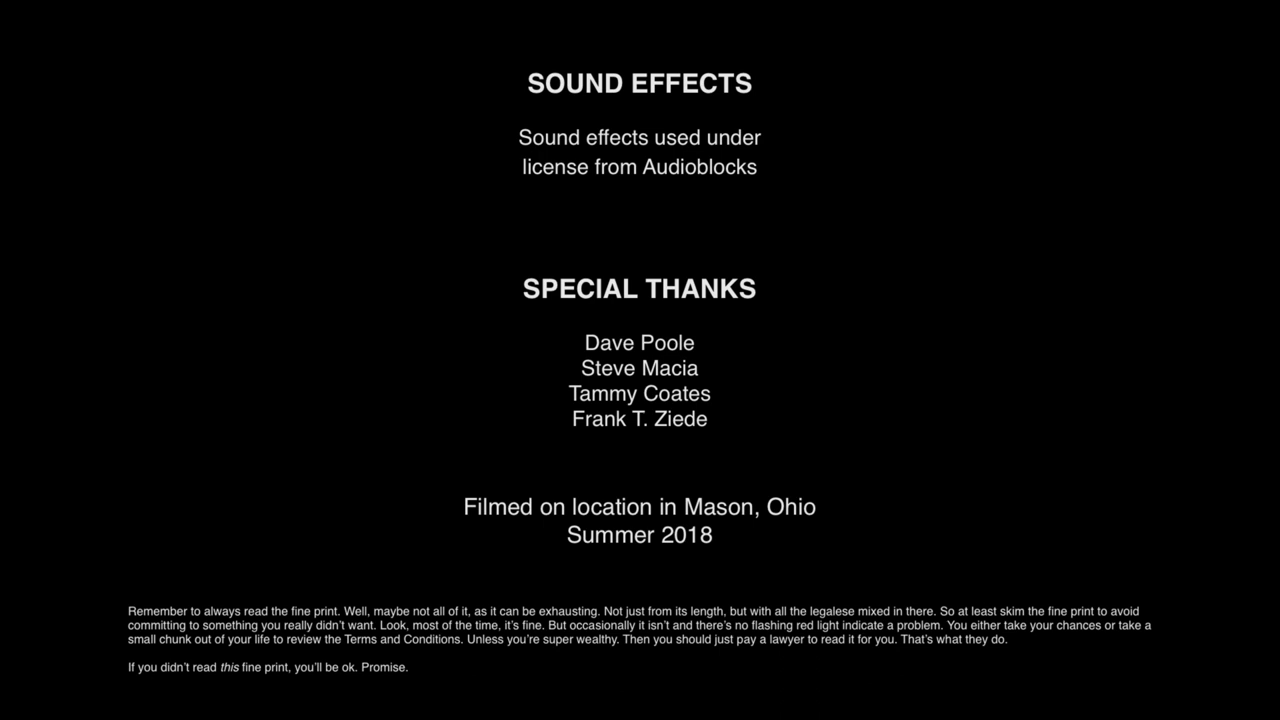 SOUND EFFECTS
Sound effects used under
license from Audioblocks
SPECIAL THANKS
Dave Poole
Steve Macia
Tammy Coates
Frank T. Ziede
Filmed on location in Mason, Ohio
Summer 2018
Remember to always read the fine print. Well, maybe not all of it, as it can be exhausting. Not just from its length, but with all the legalese mixed in there. So at least skim the fine print to avoid
committing to something you really didn't want. Look, most of the time, it's fine. But occasionally it isn't and there's no flashing red light indicate a problem. You either take your chances or take a
small chunk out of your life to review the Terms and Conditions. Unless you're super wealthy. Then you should just pay a lawyer to read it for you. That's what they do.
If you didn't read this fine print, you'll be ok. Promise.